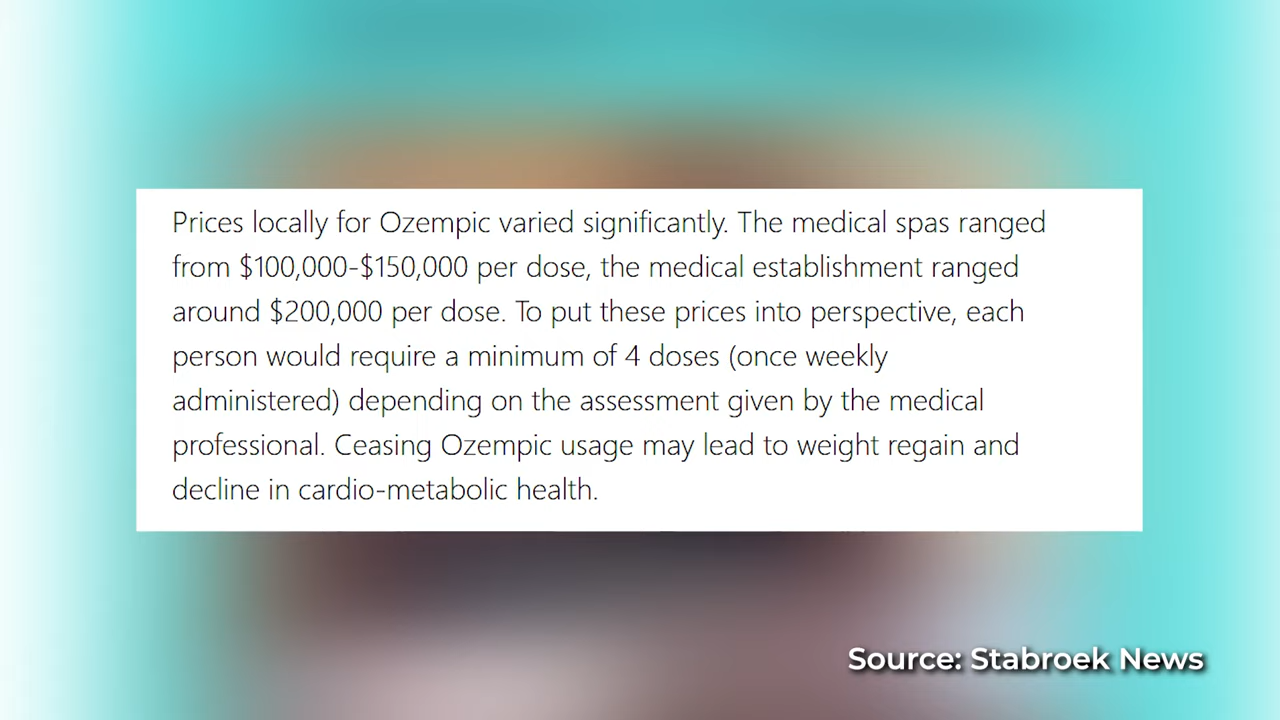 Prices locally for Ozempic varied significantly. The medical spas ranged
from $100,000-$150,000 per dose, the medical establishment ranged
around $200,000 per dose. To put these prices into perspective, each
person would require a minimum of 4 doses (once weekly
administered) depending on the assessment given by the medical
professional. Ceasing Ozempic usage may lead to weight regain and
decline in cardio-metabolic health.
Source: Stabroek News